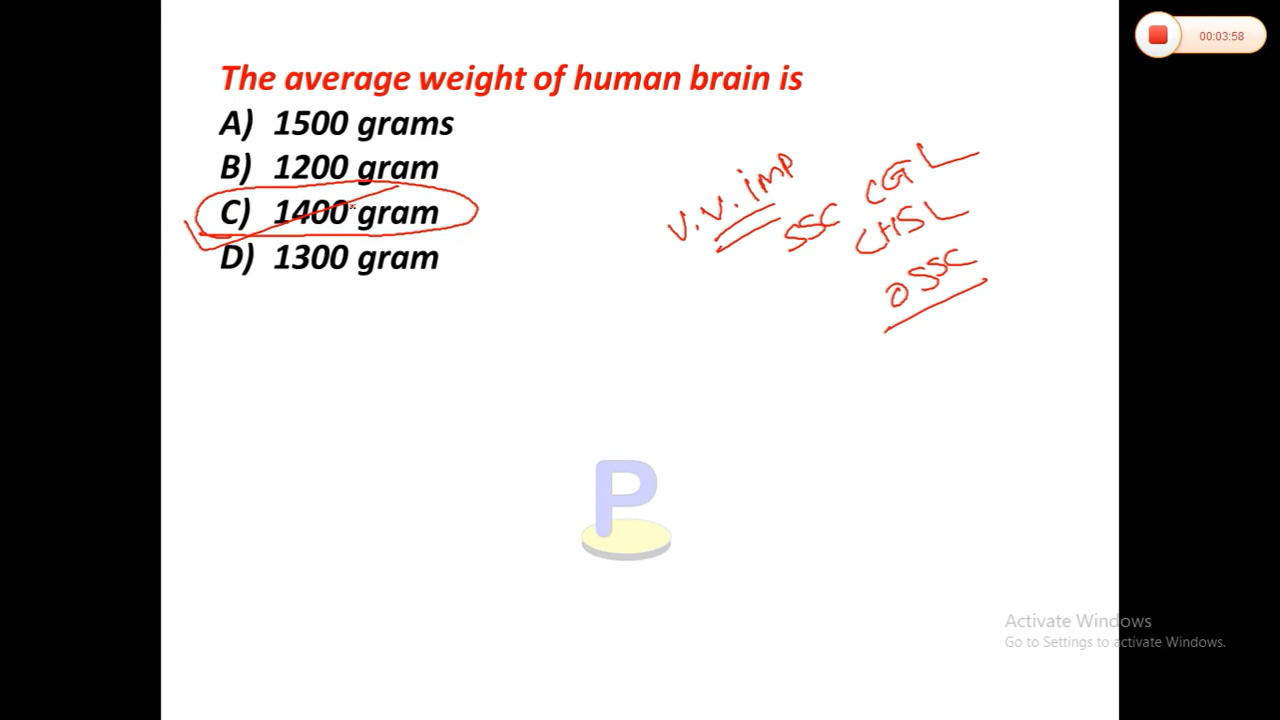 00:03:58
The average weight of human brain is
A) 1500 grams
B) 1200 gram
C) 1400 gram
D) 1300 gram
V.V.imp
SSC CGL
CHSL
OSSC
P
Activate Windows
Go to Settings to activate Windows.